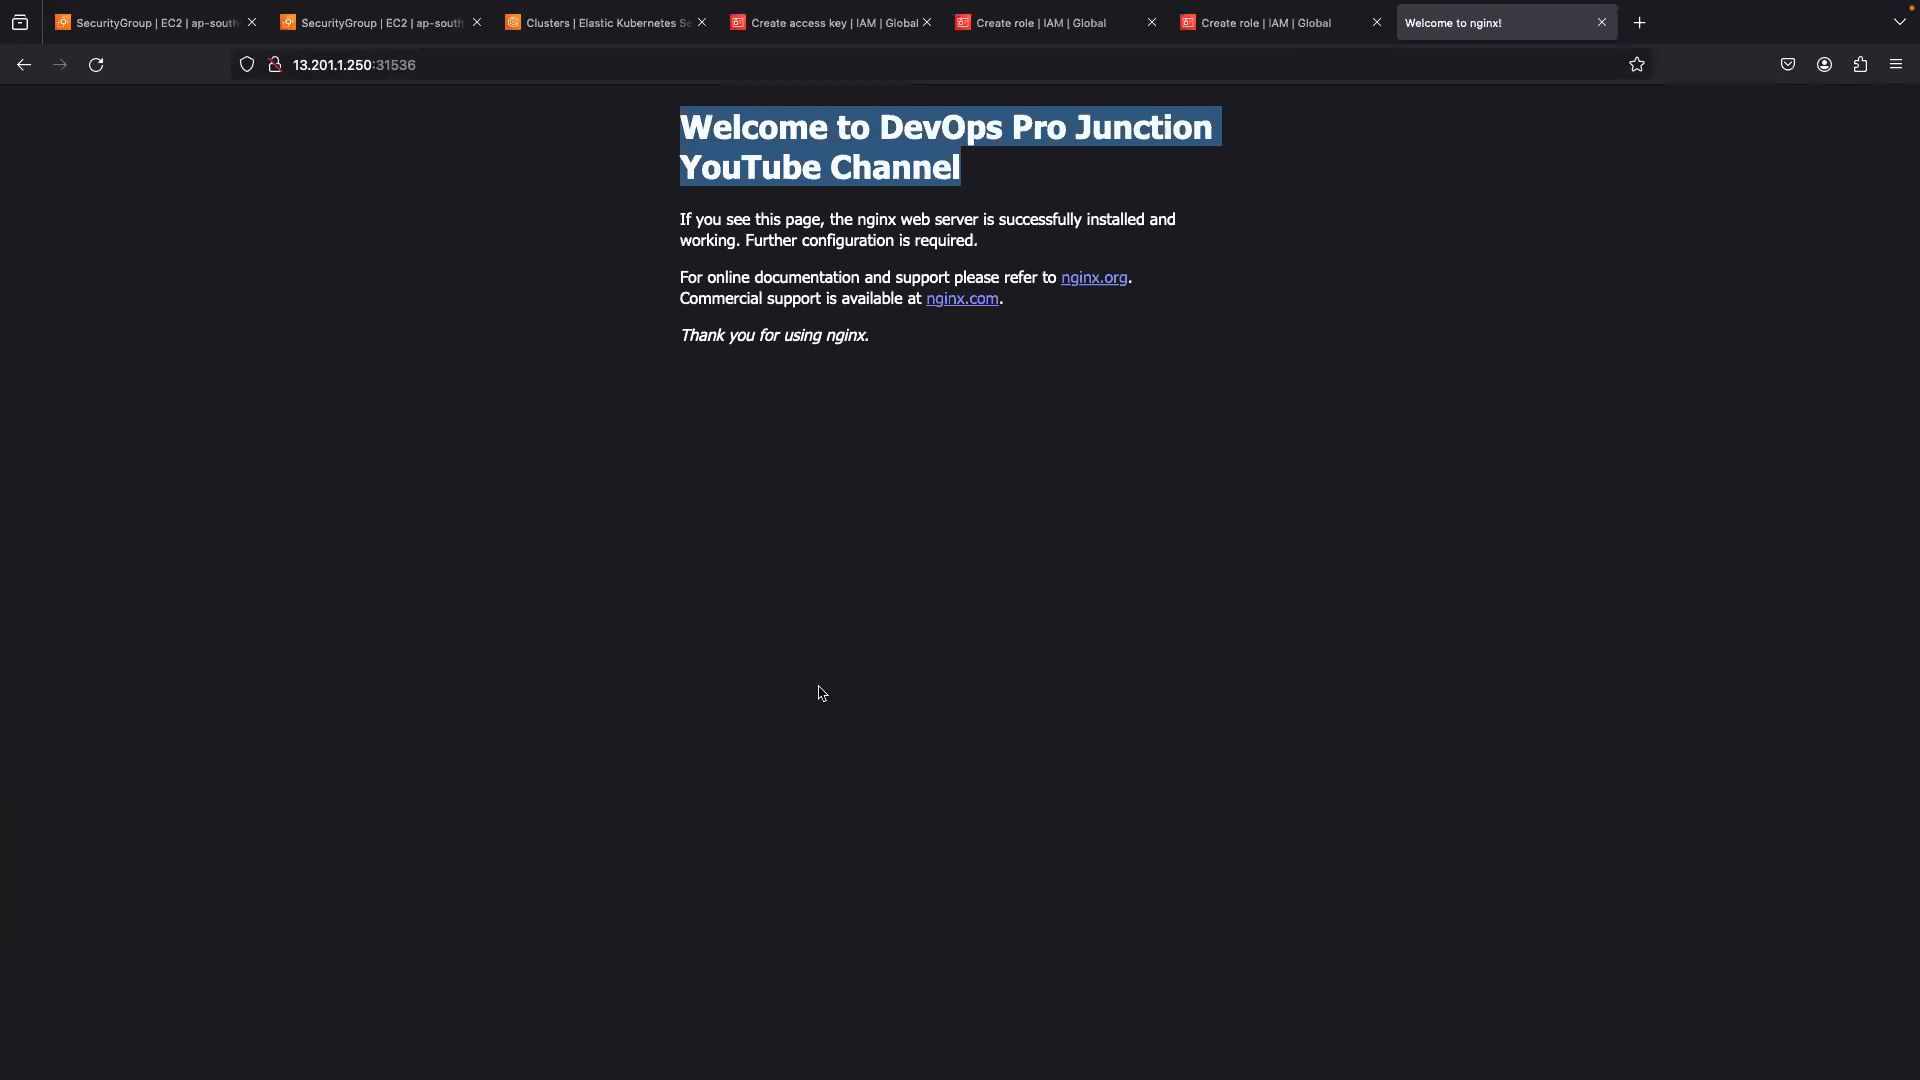 SecurityGroup | EC2 | ap-south-
SecurityGroup | EC2 | ap-south
Clusters | Elastic Kubernetes Se
Create access key | IAM | Global
Create role | IAM | Global
Create role | IAM | Global
Welcome to nginx!
13.201.1.250:31536
Welcome to DevOps Pro Junction
YouTube Channel
If you see this page, the nginx web server is successfully installed and
working. Further configuration is required.
For online documentation and support please refer to nginx.org.
Commercial support is available at nginx.com.
Thank you for using nginx.